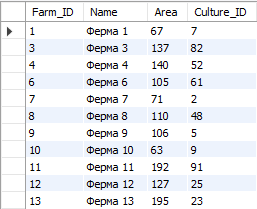 Farm_ID Name Area Culture_ID
1 Ферма 1 67 7
3 Ферма 3 137 82
4 Ферма 4 140 52
6 Ферма 6 105 61
7 Ферма 7 71 2
8 Ферма 8 110 48
9 Ферма 9 106 5
10 Ферма 10 63 9
11 Ферма 11 192 91
12 Ферма 12 127 25
13 Ферма 13 195 23